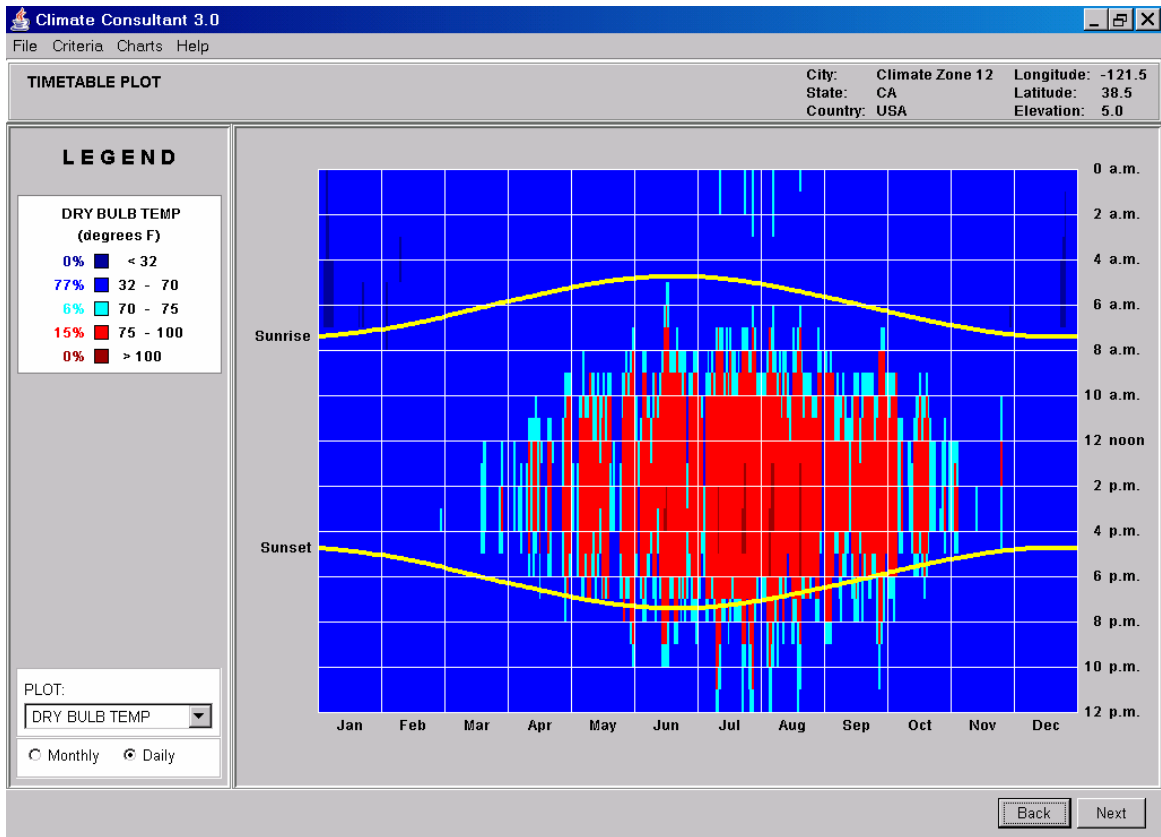 Climate Consultant 3.0
File Criteria Charts Help
TIMETABLE PLOT
City: Climate Zone 12 Longitude: -121.5
State: CA Latitude: 38.5
Country: USA Elevation: 5.0
LEGEND
DRY BULB TEMP
(degrees F)
0% < 32
77% 32 - 70
6% 70 - 75
15% 75 - 100
0% > 100
Sunrise
Sunset
0 a.m.
2 a.m.
4 a.m.
6 a.m.
8 a.m.
10 a.m.
12 noon
2 p.m.
4 p.m.
6 p.m.
8 p.m.
10 p.m.
12 p.m.
Jan Feb Mar Apr May Jun Jul Aug Sep Oct Nov Dec
PLOT:
DRY BULB TEMP
Monthly Daily
Back Next